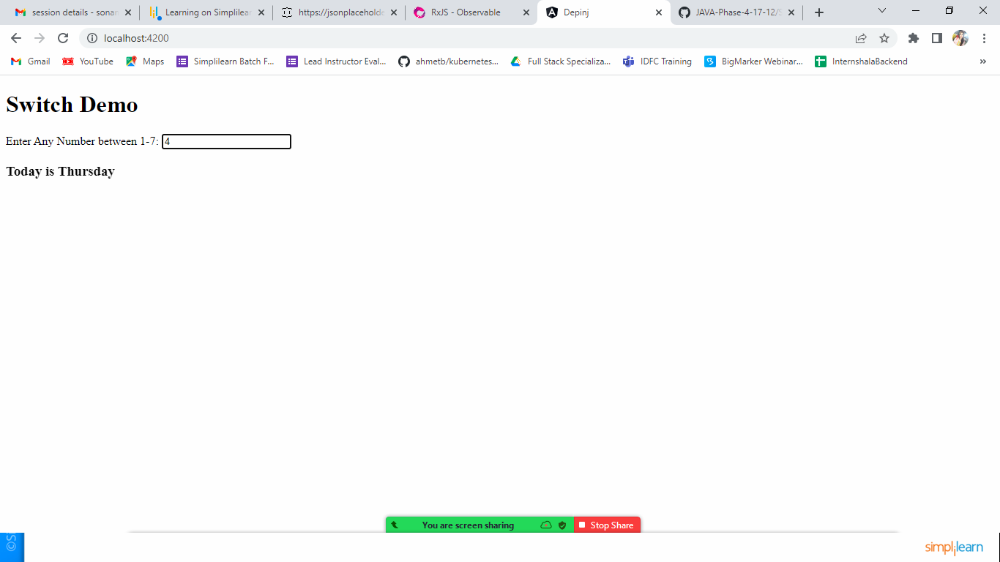 session details - sonam
Learning on Simplilear
https://jsonplaceholde
RxJS - Observable
Depinj
JAVA-Phase-4-17-12/S
localhost:4200
Gmail
YouTube
Maps
Simplilearn Batch F...
Lead Instructor Eval...
ahmetb/kubernetes...
Full Stack Specializa...
IDFC Training
BigMarker Webinar...
InternshalaBackend
»
Switch Demo
Enter Any Number between 1-7: 4
Today is Thursday
You are screen sharing
Stop Share
©S
simplilearn